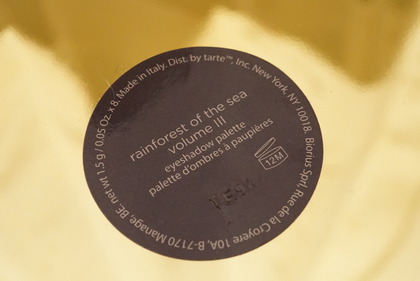 rainforest of the sea
volume III
eyeshadow palette
palette d'ombres à paupières
12M
net wt. 1.5 g / 0.05 Oz. x 8. Made in Italy. Dist. by tarte™, Inc. New York, NY 10018. Biorius Sprl, Rue de la Croyere 10A, B-7170 Manage, BE.